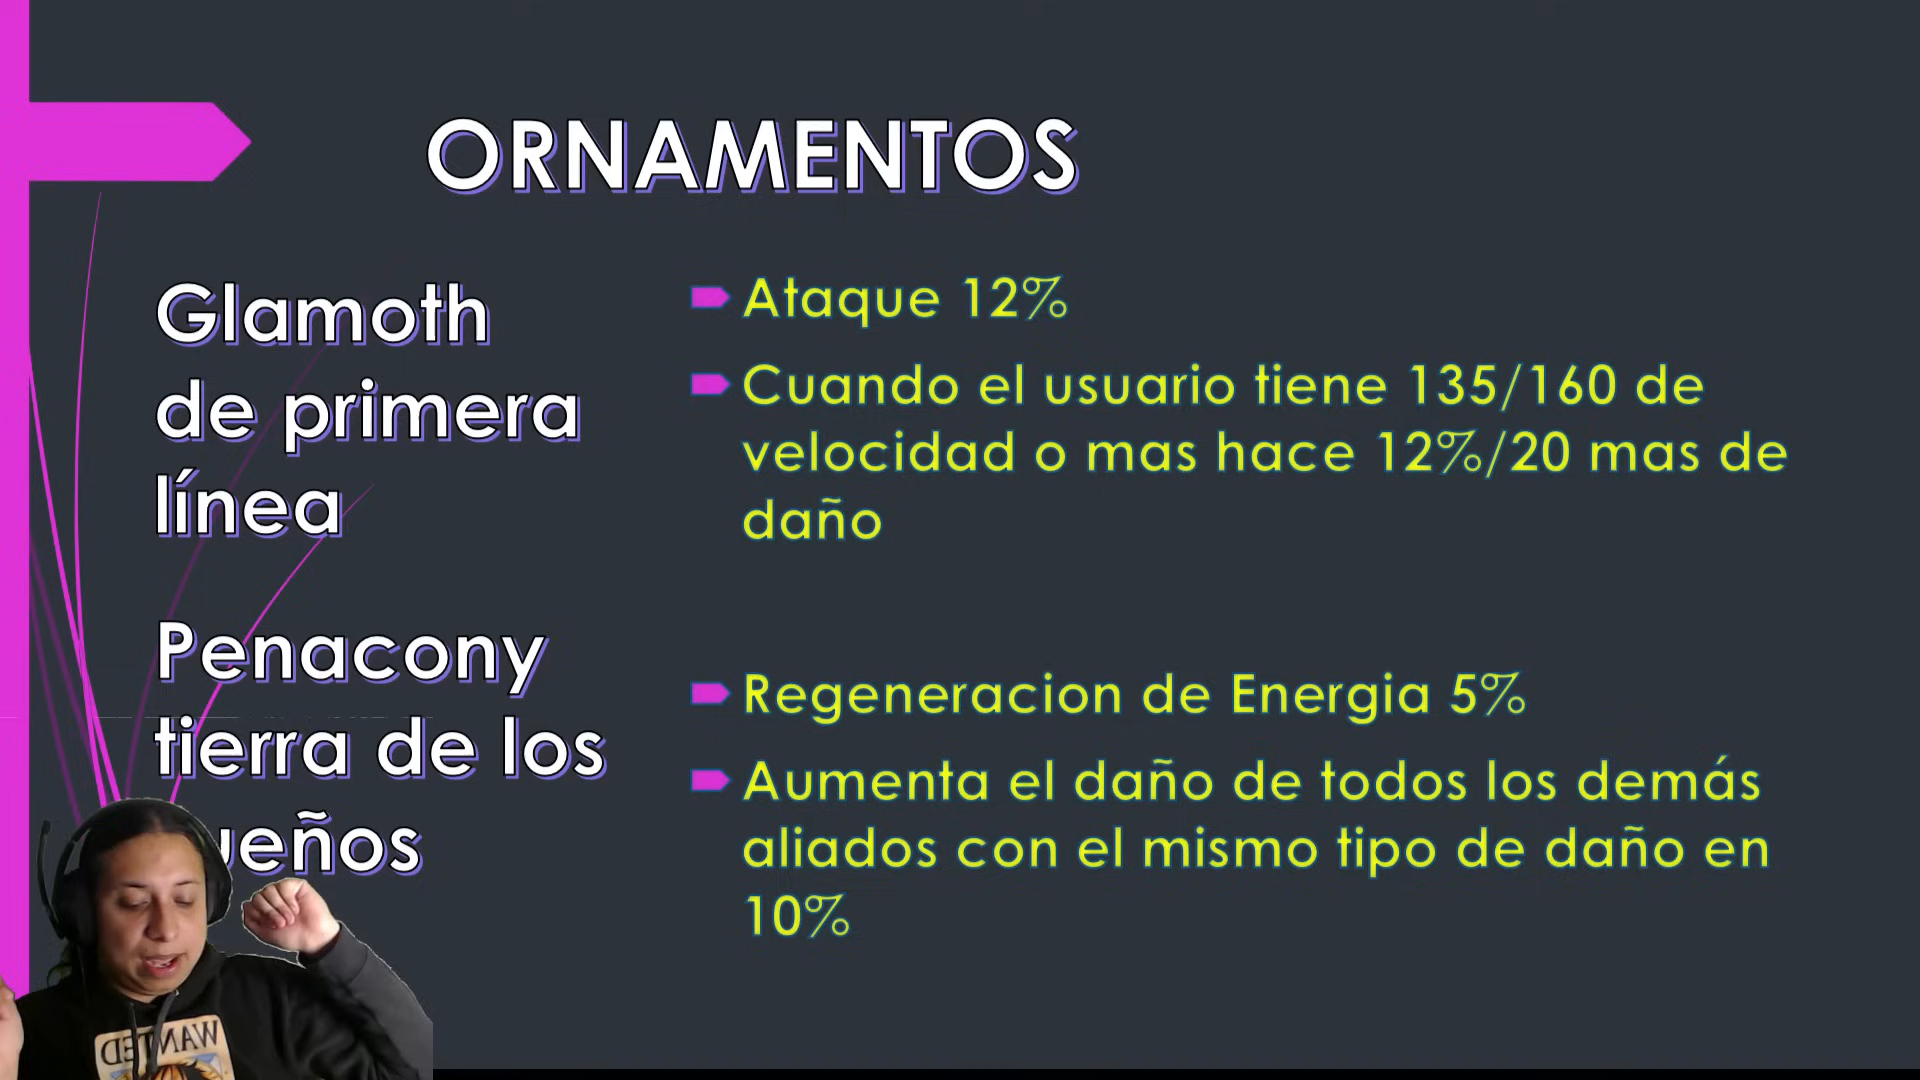 ORNAMENTOS
Glamoth
de primera
línea
Ataque 12%
Cuando el usuario tiene 135/160 de
velocidad o mas hace 12%/20 mas de
daño
Penacony
tierra de los
Regeneracion de Energia 5%
Aumenta el daño de todos los demás
aliados con el mismo tipo de daño en
10%
WANTED